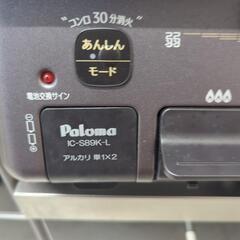 コンロ30分消火
あんしん
モード
電池交換サイン
Paloma
IC-S89K-L
アルカリ 単1×2